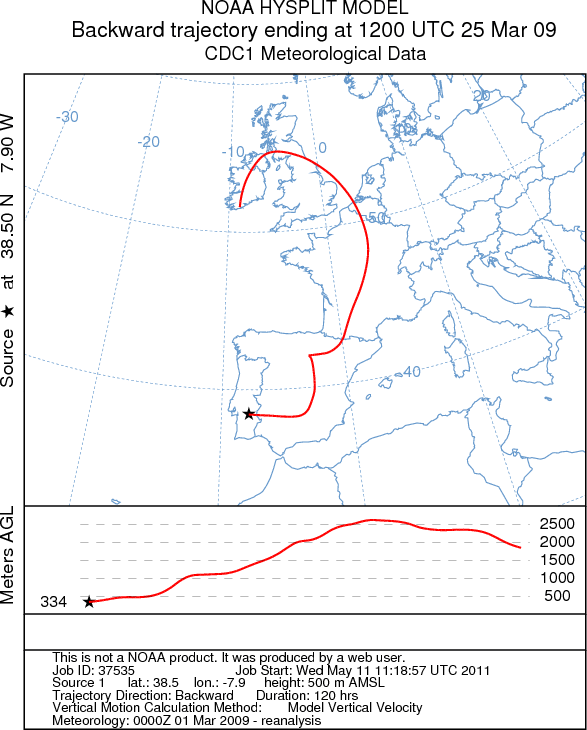 NOAA HYSPLIT MODEL
Backward trajectory ending at 1200 UTC 25 Mar 09
CDC1 Meteorological Data
Source ★ at 38.50 N 7.90 W
-30
-20
-10
0
20
50
40
Meters AGL
334
2500
2000
1500
1000
500
This is not a NOAA product. It was produced by a web user.
Job ID: 37535 Job Start: Wed May 11 11:18:57 UTC 2011
Source 1 lat.: 38.5 lon.: -7.9 height: 500 m AMSL
Trajectory Direction: Backward Duration: 120 hrs
Vertical Motion Calculation Method: Model Vertical Velocity
Meteorology: 0000Z 01 Mar 2009 - reanalysis